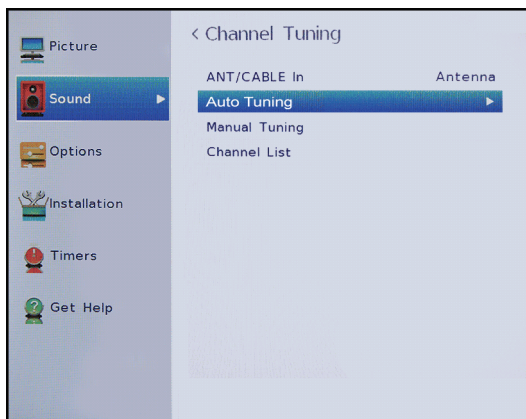 Picture
Sound
Options
Installation
Timers
Get Help
< Channel Tuning
ANT/CABLE In Antenna
Auto Tuning
Manual Tuning
Channel List